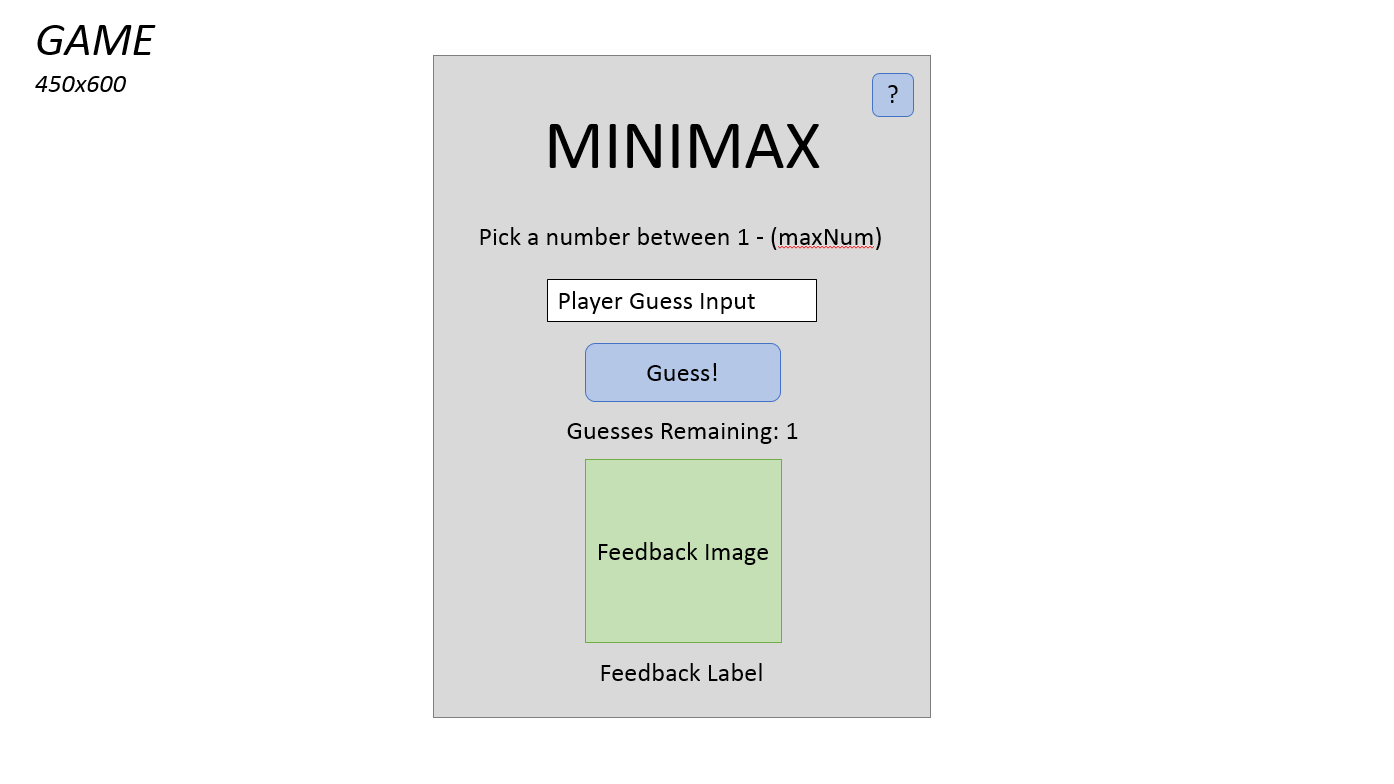 GAME
450x600
?
MINIMAX
Pick a number between 1 - (maxNum)
Player Guess Input
Guess!
Guesses Remaining: 1
Feedback Image
Feedback Label